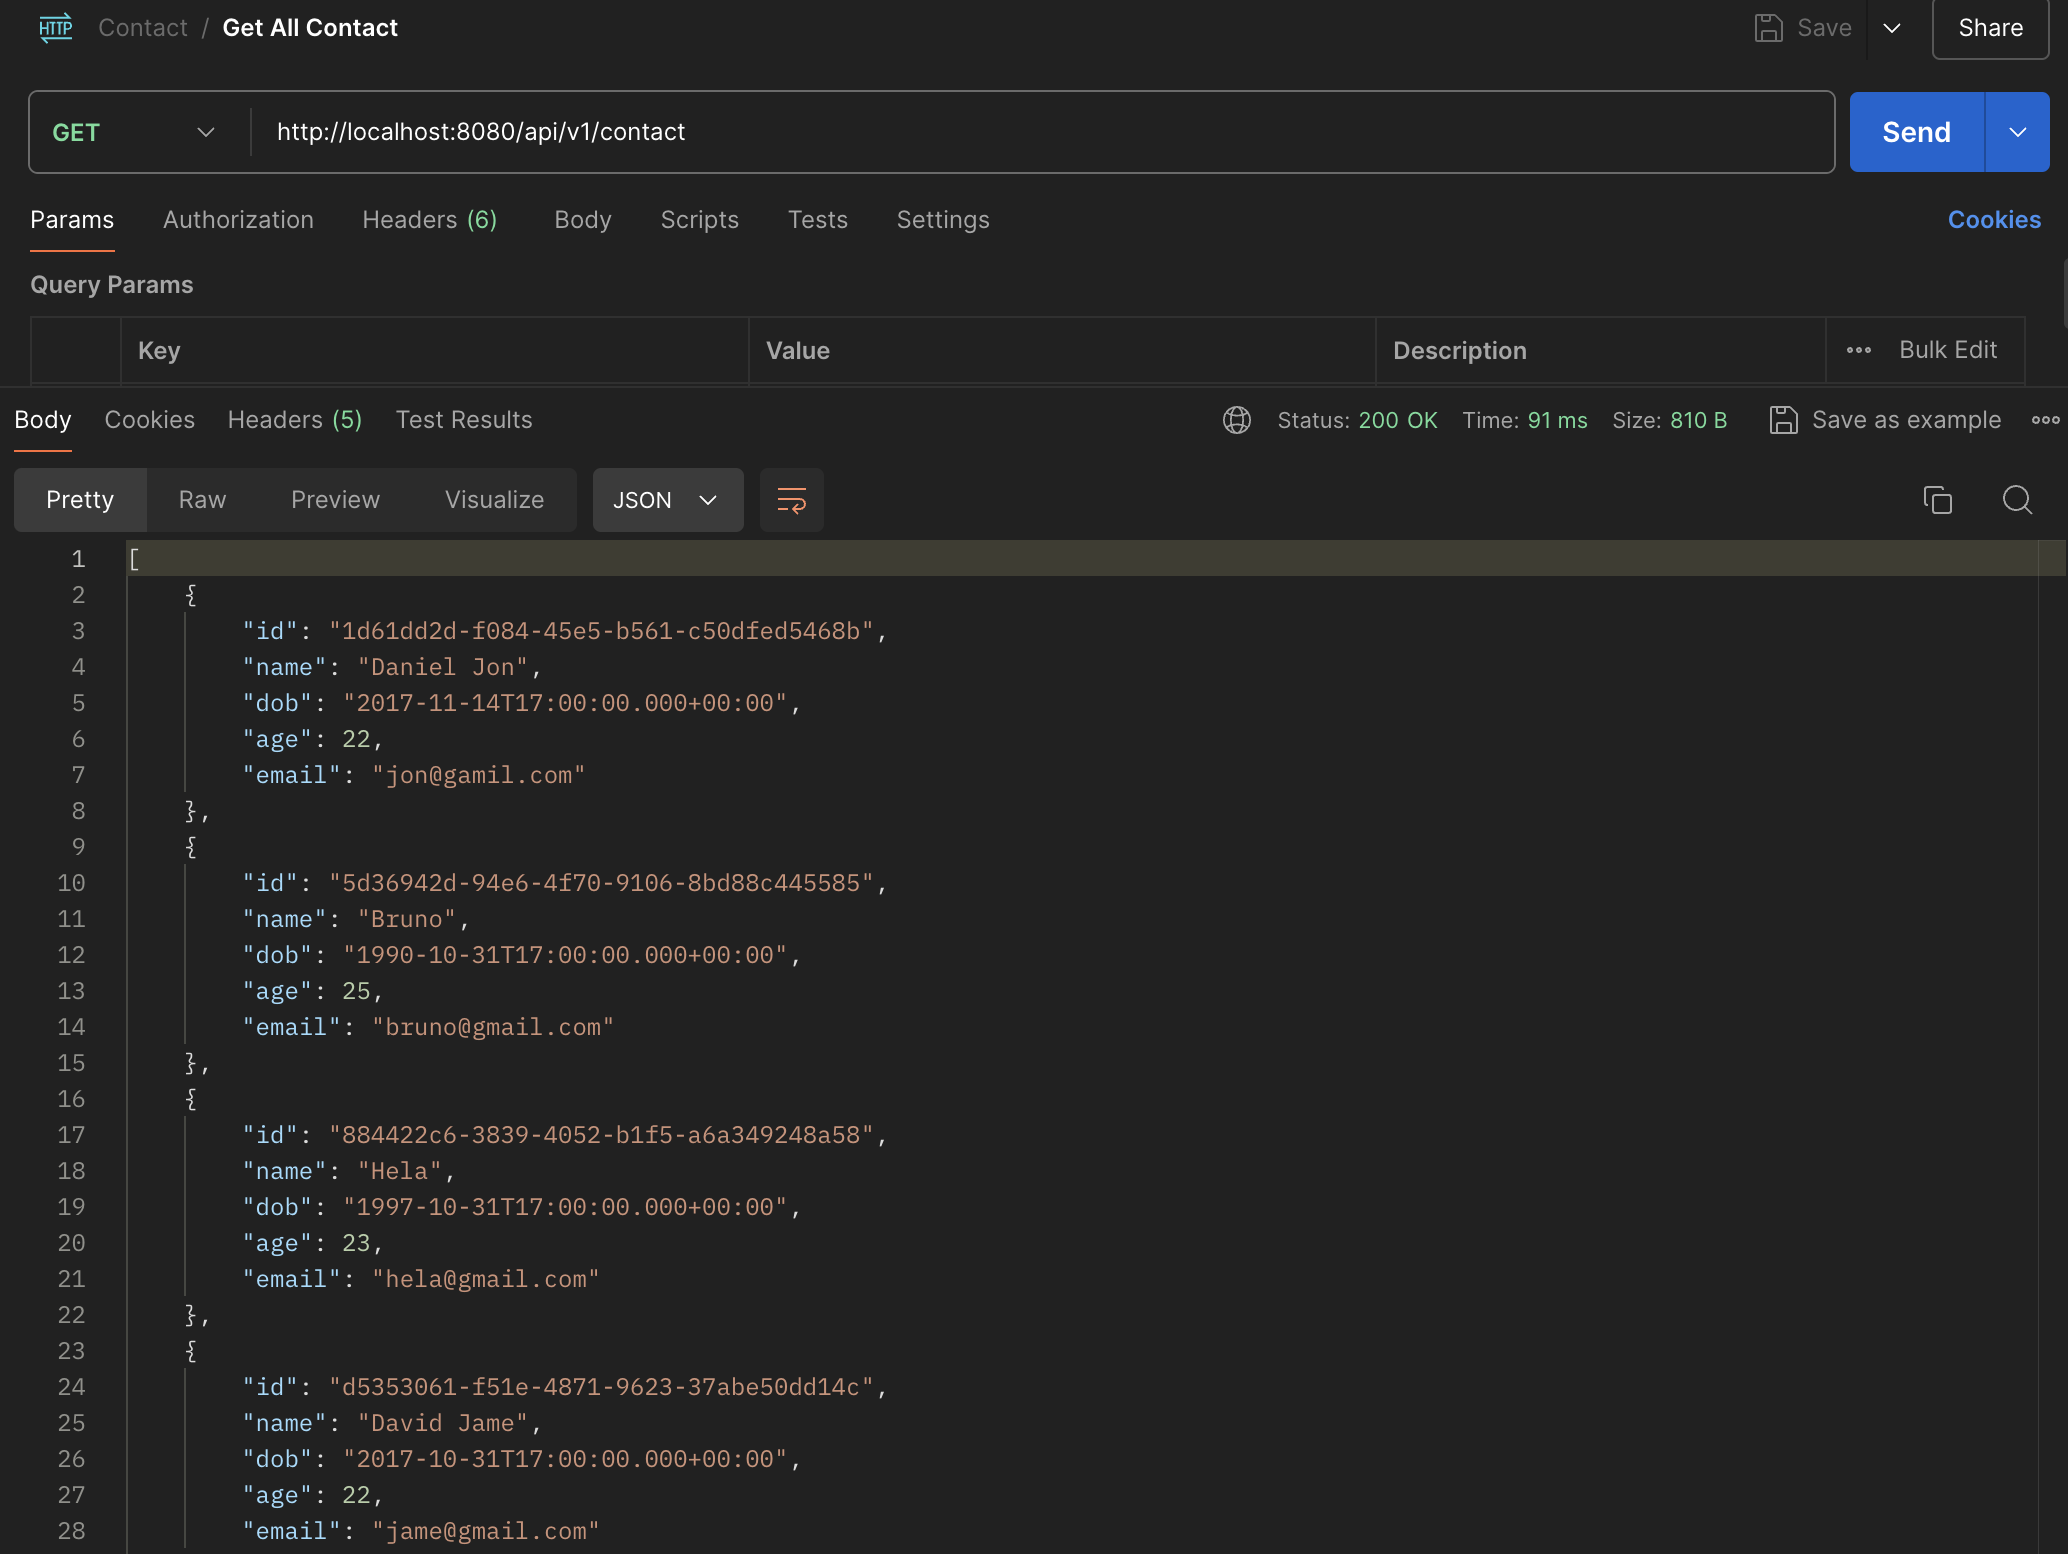 HTTP Contact / Get All Contact Save Share
GET http://localhost:8080/api/v1/contact Send
Params Authorization Headers (6) Body Scripts Tests Settings Cookies
Query Params
Key Value Description Bulk Edit
Body Cookies Headers (5) Test Results Status: 200 OK Time: 91 ms Size: 810 B Save as example
Pretty Raw Preview Visualize JSON
1 [
2 {
3 "id": "1d61dd2d-f084-45e5-b561-c50dfed5468b",
4 "name": "Daniel Jon",
5 "dob": "2017-11-14T17:00:00.000+00:00",
6 "age": 22,
7 "email": "jon@gamil.com"
8 },
9 {
10 "id": "5d36942d-94e6-4f70-9106-8bd88c445585",
11 "name": "Bruno",
12 "dob": "1990-10-31T17:00:00.000+00:00",
13 "age": 25,
14 "email": "bruno@gmail.com"
15 },
16 {
17 "id": "884422c6-3839-4052-b1f5-a6a349248a58",
18 "name": "Hela",
19 "dob": "1997-10-31T17:00:00.000+00:00",
20 "age": 23,
21 "email": "hela@gmail.com"
22 },
23 {
24 "id": "d5353061-f51e-4871-9623-37abe50dd14c",
25 "name": "David Jame",
26 "dob": "2017-10-31T17:00:00.000+00:00",
27 "age": 22,
28 "email": "jame@gmail.com"